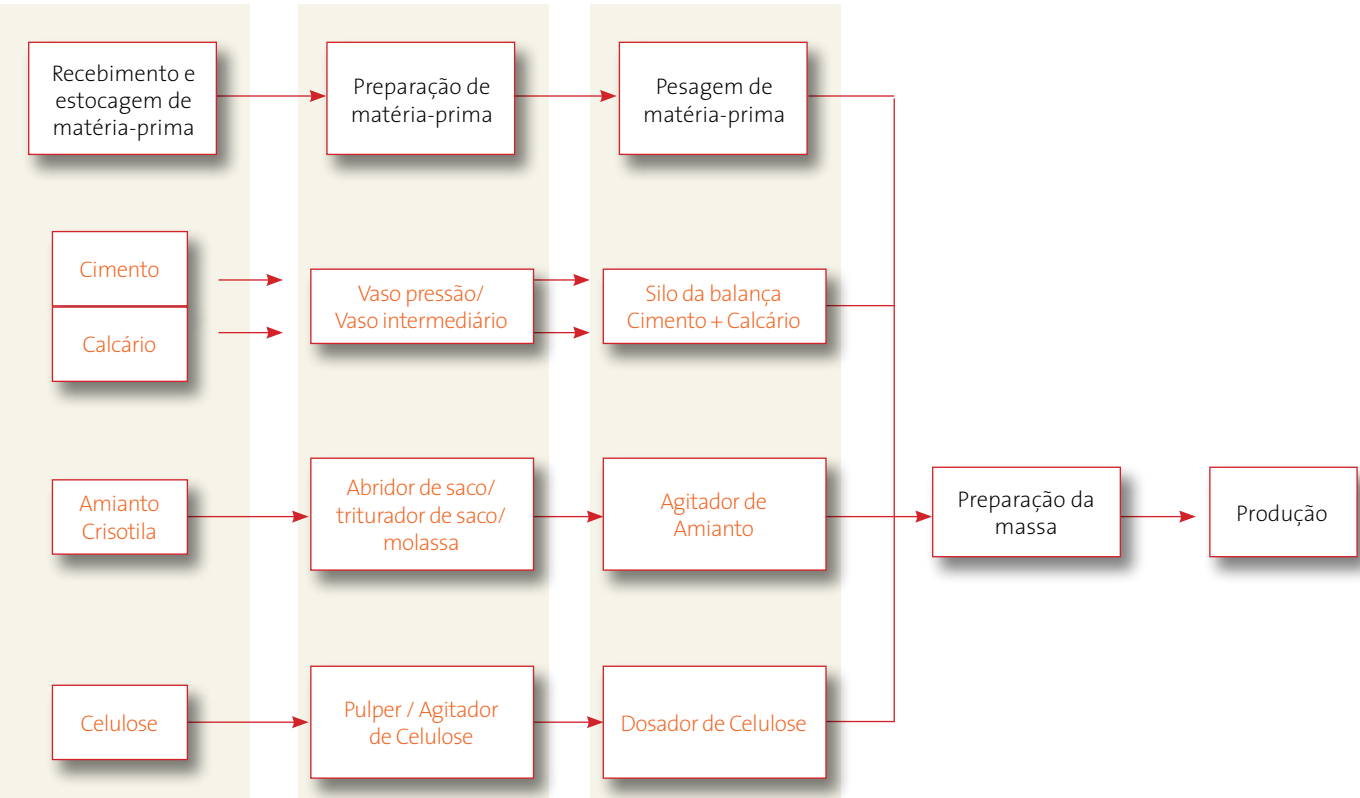 Recebimento e
estocagem de
matéria-prima
Preparação de
matéria-prima
Pesagem de
matéria-prima
Cimento
Calcário
Vaso pressão/
Vaso intermediário
Silo da balança
Cimento + Calcário
Amianto
Crisotila
Abridor de saco/
triturador de saco/
molassa
Agitador de
Amianto
Preparação da
massa
Produção
Celulose
Pulper / Agitador
de Celulose
Dosador de Celulose